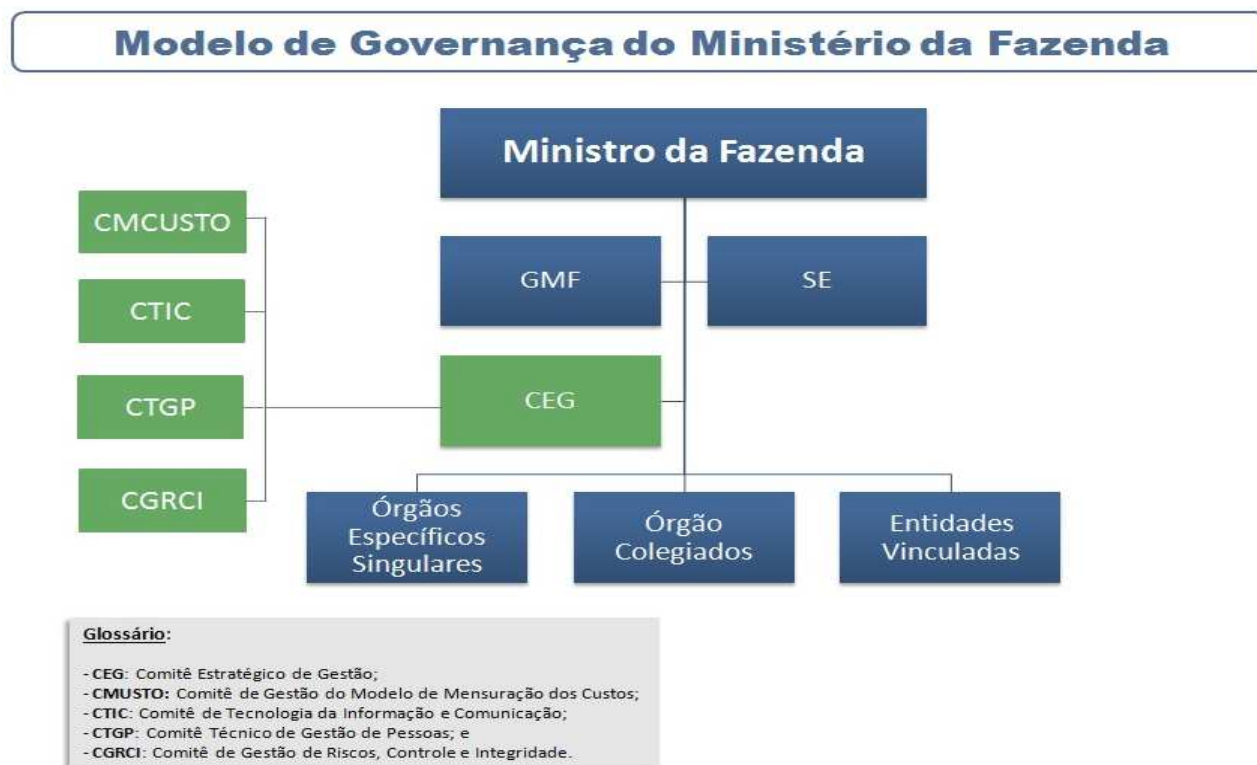 Modelo de Governança do Ministério da Fazenda
Ministro da Fazenda
CMCUSTO
GMF
SE
CTIC
CEG
CTGP
CGRCI
Órgãos
Específicos
Singulares
Órgão
Colegiados
Entidades
Vinculadas
Glossário:
- CEG: Comitê Estratégico de Gestão;
- CMUSTO: Comitê de Gestão do Modelo de Mensuração dos Custos;
- CTIC: Comitê de Tecnologia da Informação e Comunicação;
- CTGP: Comitê Técnico de Gestão de Pessoas; e
- CGRCI: Comitê de Gestão de Riscos, Controle e Integridade.